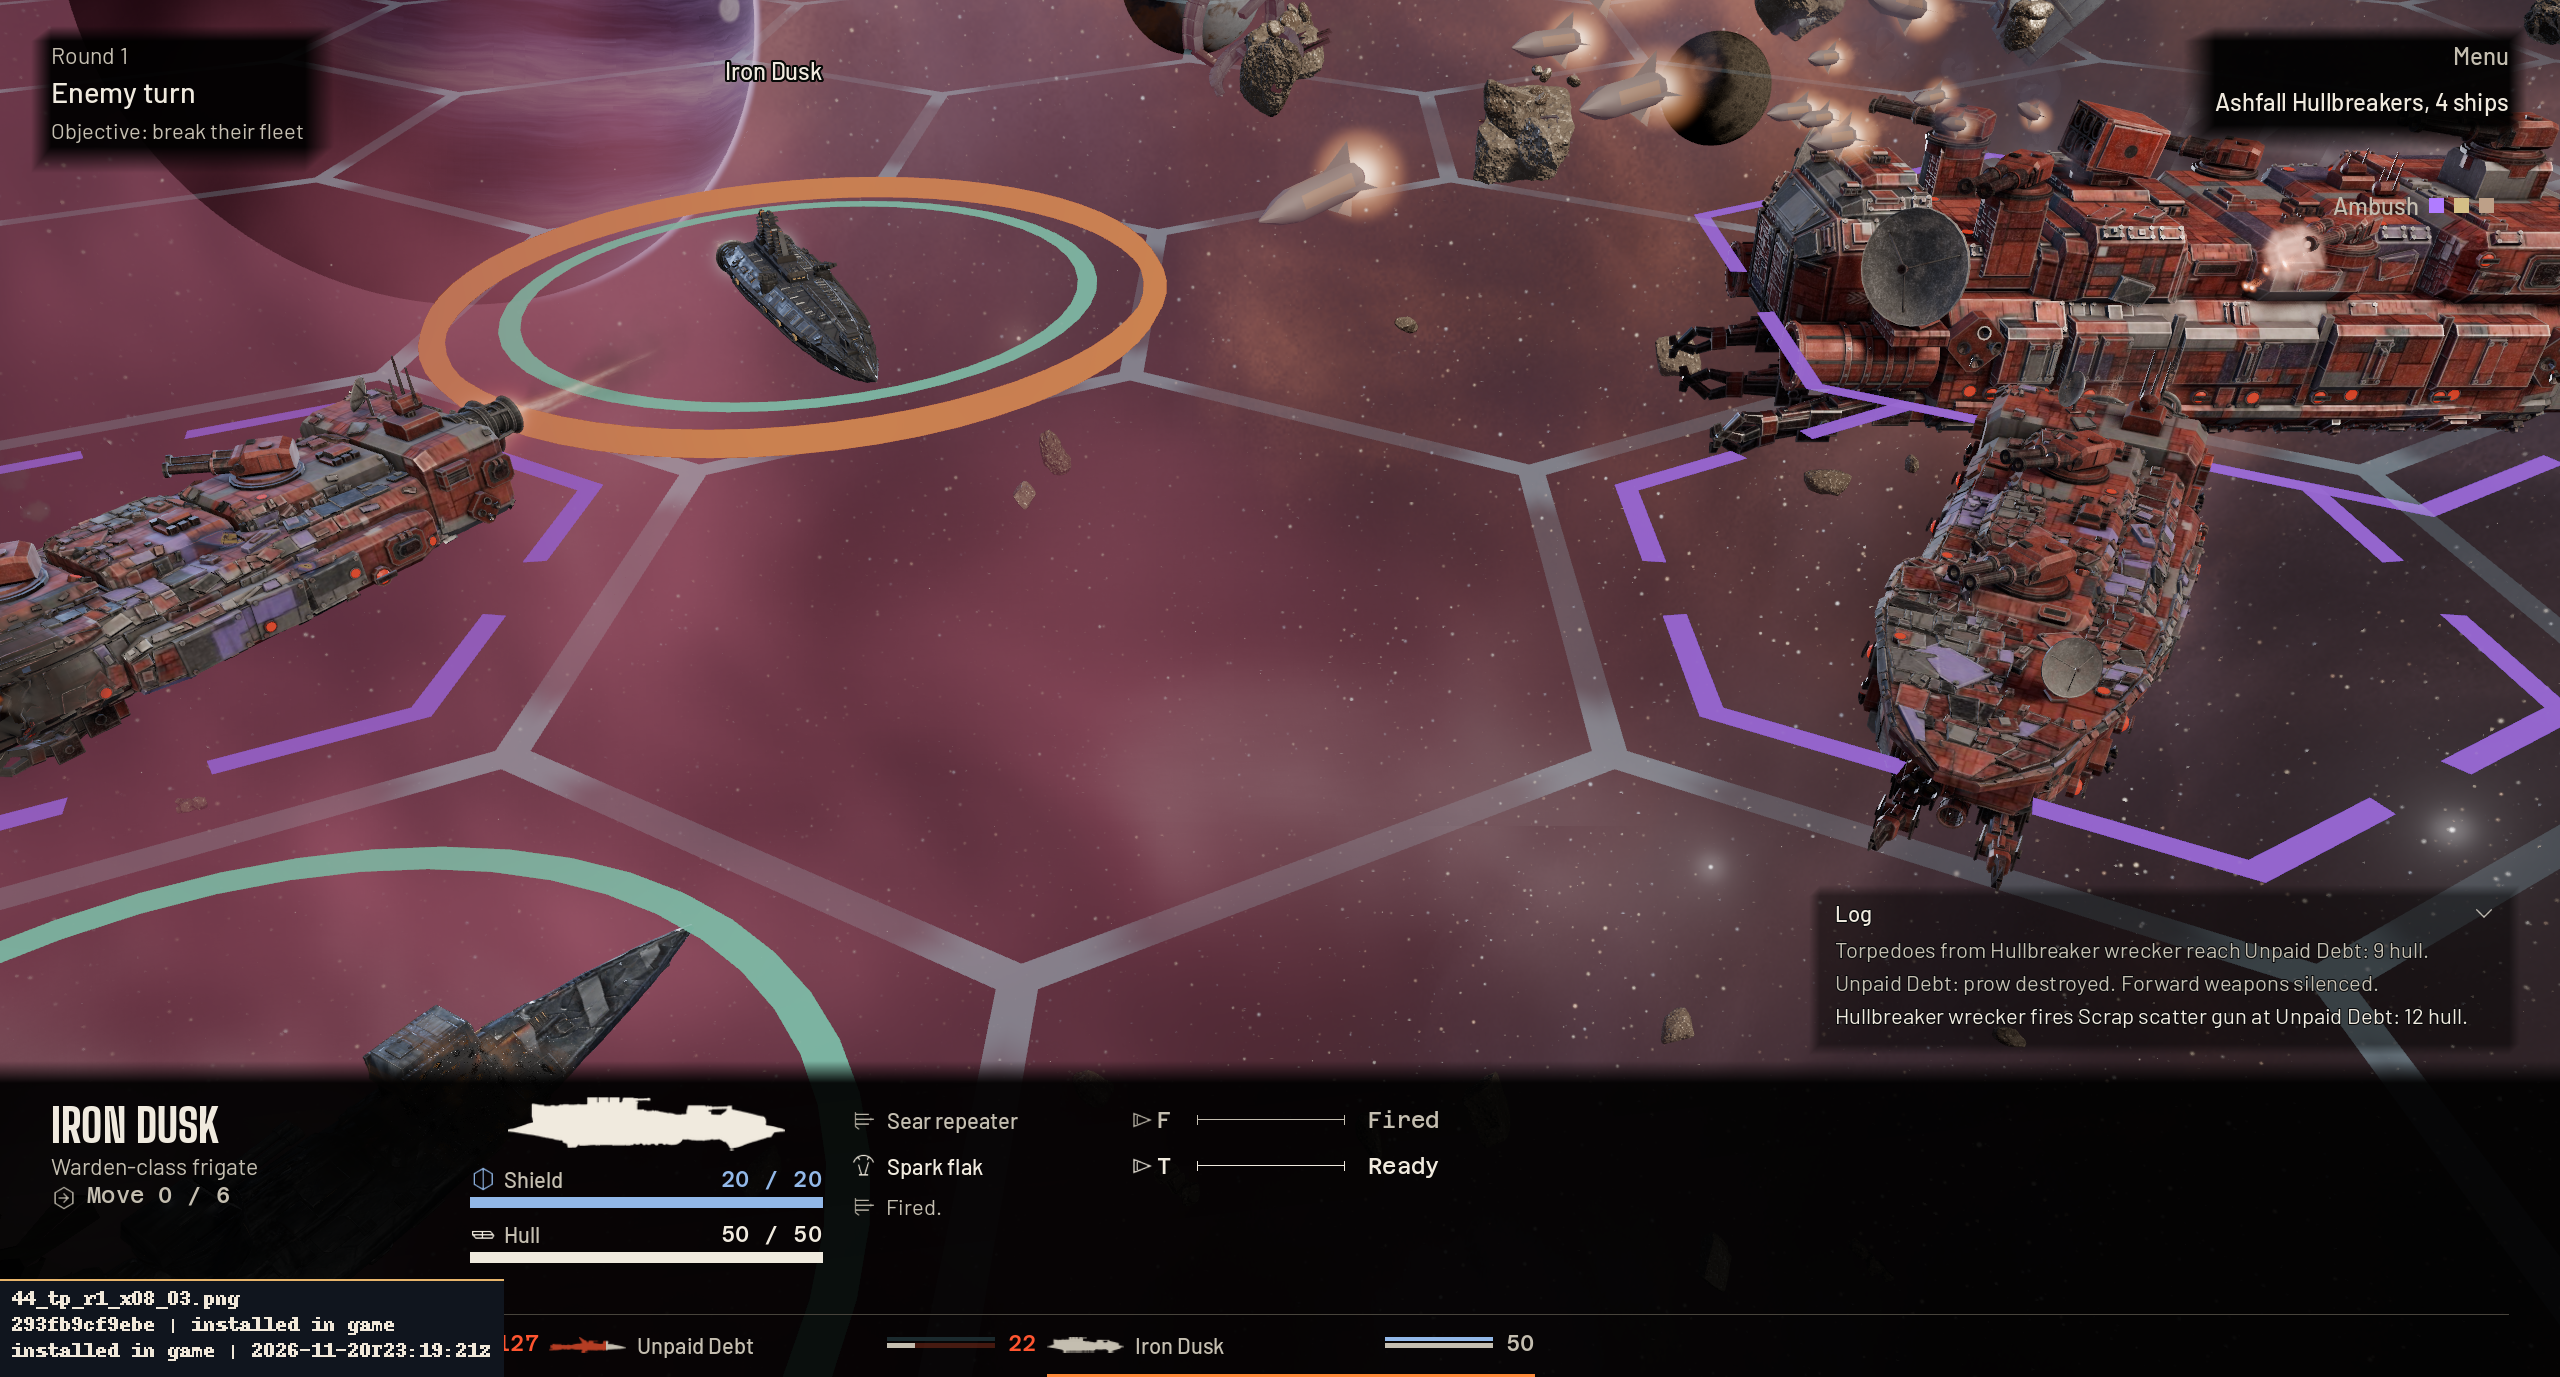 Round 1
Enemy turn
Objective: break their fleet
Iron Dusk
Menu
Ashfall Hullbreakers, 4 ships
Ambush
Log
Torpedoes from Hullbreaker wrecker reach Unpaid Debt: 9 hull.
Unpaid Debt: prow destroyed. Forward weapons silenced.
Hullbreaker wrecker fires Scrap scatter gun at Unpaid Debt: 12 hull.
IRON DUSK
Warden-class frigate
Move 0 / 6
Shield 20 / 20
Hull 50 / 50
Sear repeater F Fired
Spark flak T Ready
Fired.
44_tp_r1_x08_03.png
293fb9cf9ebe | installed in game
installed in game | 2026-11-20T23:19:21Z
127 Unpaid Debt 22 Iron Dusk 50